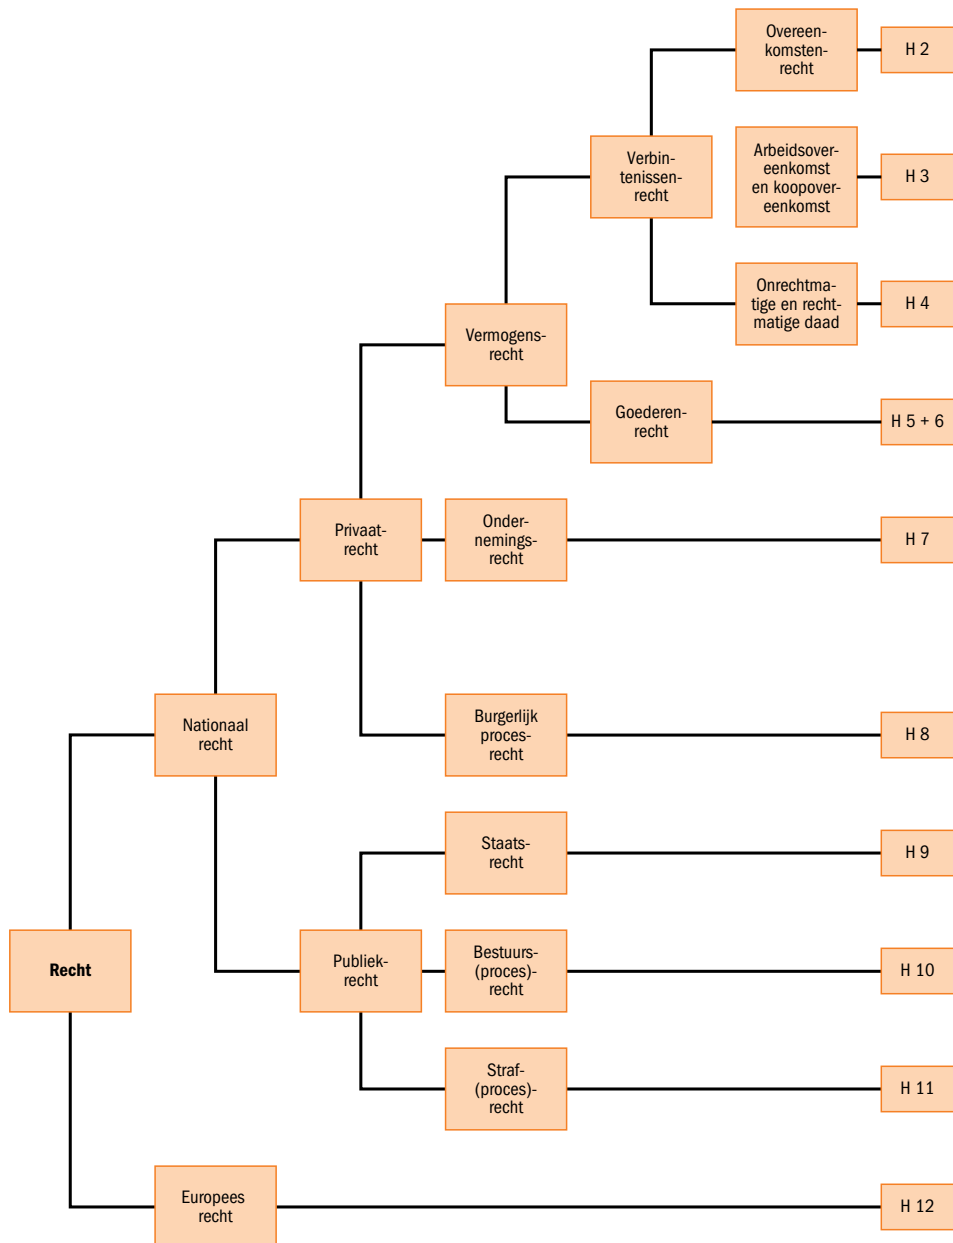 Overeen-
komsten-
recht
H 2
Arbeidsover-
eenkomst
en koopover-
eenkomst
H 3
Verbin-
tenissen-
recht
Onrechtma-
tige en recht-
matige daad
H 4
Vermogens-
recht
Goederen-
recht
H 5 + 6
Privaat-
recht
Onder-
nemings-
recht
H 7
Nationaal
recht
Burgerlijk
proces-
recht
H 8
Staats-
recht
H 9
Recht
Publiek-
recht
Bestuurs-
(proces)-
recht
H 10
Straf-
(proces)-
recht
H 11
Europees
recht
H 12